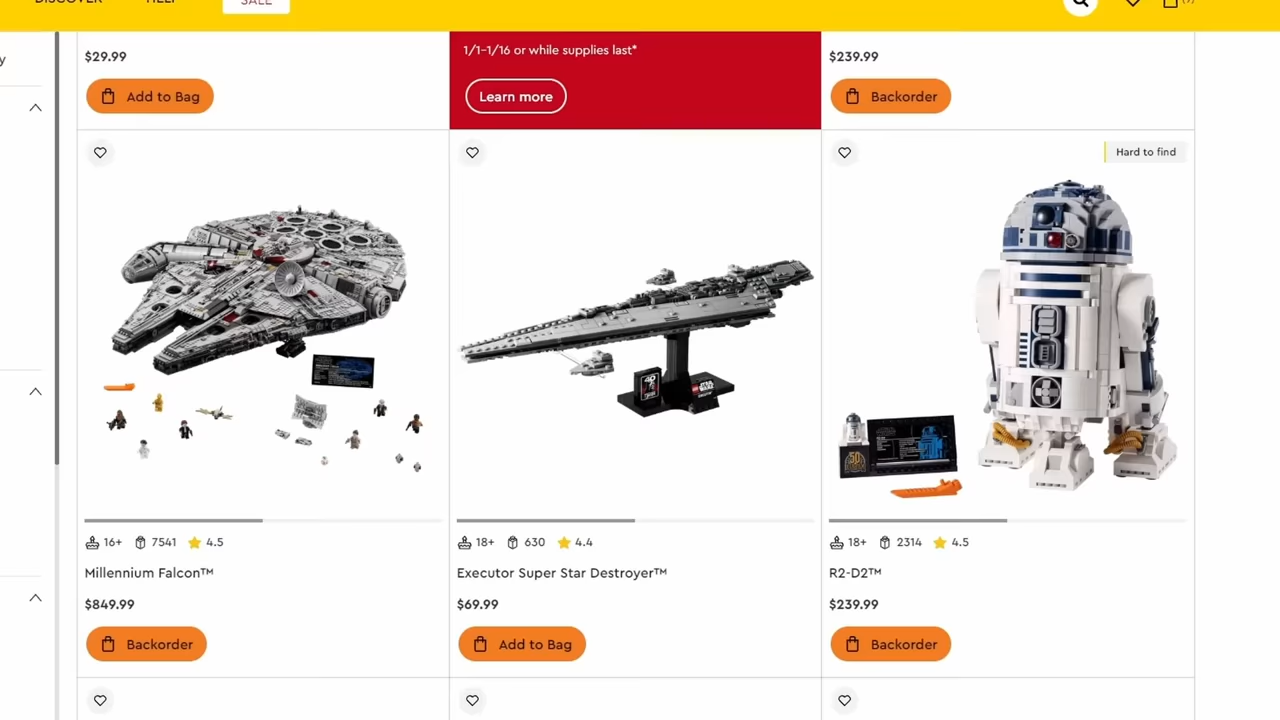 DISCOVER HELP SALE
y
$29.99
Add to Bag
1/1-1/16 or while supplies last*
Learn more
$239.99
Backorder
Hard to find
16+ 7541 4.5
Millennium Falcon™
$849.99
Backorder
18+ 630 4.4
Executor Super Star Destroyer™
$69.99
Add to Bag
18+ 2314 4.5
R2-D2™
$239.99
Backorder